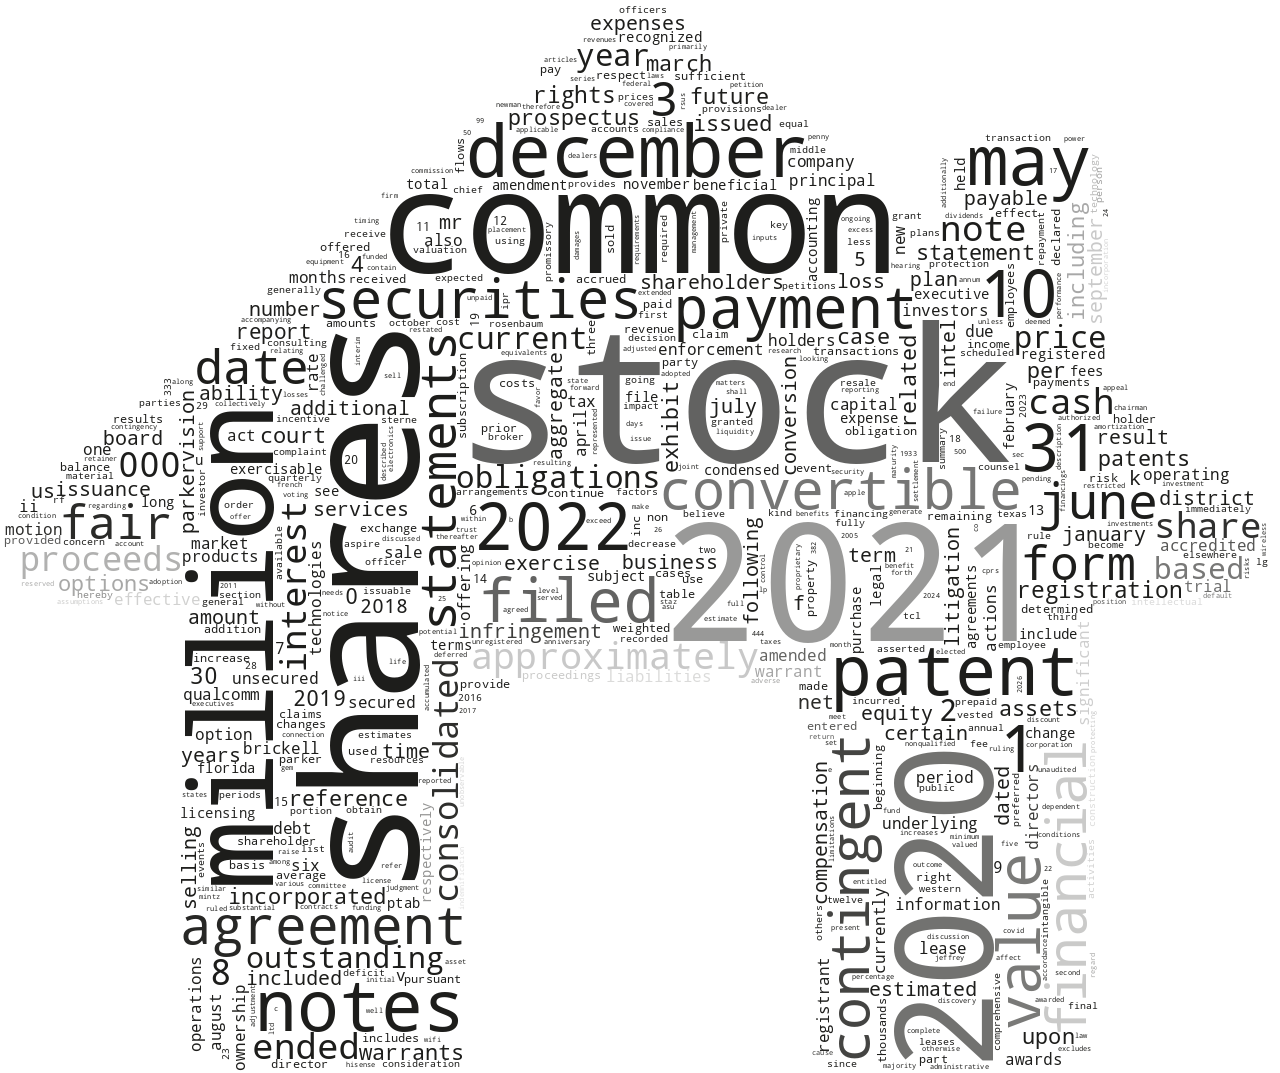 officers
expenses
revenues recognized
year primarily
articles march
pay series respect laws sufficient
federal petition
rights prices 3 rsus future
newman therefore covered provisions dealer
prospectus sales issued equal
99 applicable accounts compliance penny
50 december transaction power
flows dealers middle company may
commission chief amendment provides november beneficial principal held 17
total additionally payable
firm common grant dividends effect
timing 11 mr 12 placement key new plans note
receive also using inputs declared
offered valuation sold private accounting ongoing excess less 5 hearing statement
16 funded 4 promissory damages requirements required management repayment 24
equipment contain protection including
months received expected accrued shareholders petitions loss plan annum 10 september
generally securities extended paid executive employees performance
number unpaid ipr first payment investors unless deemed
accompanying amounts october cost 19 rosenbaum revenue claim holders case intel due price
report consulting restated current three decision enforcement related income registered
fixed relating interim equivalents adjusted party transactions scheduled
date rate challenged shares statements stock adopted research looking end per fees
333 along ability losses sell costs state going file matters resale february 2023 payments appeal
parties 29 collectively subscription favor forward impact shall reporting failure cash chairman
additional incentive sterne prior aggregate tax days exhibit july conversion capital authorized holder
results support act court broker april represented issue granted expense summary 18 31 amortization
contingency complaint described electronics liquidity obligation 500 sec description result
one board retainer order exercisable 20 resulting joint condensed event security maturity 1933 counsel pending patents
balance 000 parkervision investor quarterly obligations convertible settlement financings risk k operating
us issuance regarding offer french arrangements continue factors apple generate restricted investment
ii long million voting see 6 make believe financing remaining texas 13 june district
motion fair services within b exceed inc non fully 2005 investments immediately
provided concern account exchange discussed thereafter 2022 decrease 26 rule january share wireless
proceeds market available aspire opinion two following term 21 become accredited
products interest sale exercise business proprietary 382 benefit litigation form based risks lg
reserved adoption 2011 technologies officer 14 level subject cases property legal forth cprs trial
options hereby section needs 0 issuable offering served table use control 2021 agreements registration default
assumptions effective general without notice 2018 agreed filed staz asu full 2024 position intellectual
amount 25 infringement weighted estimate purchase tcl actions determined
addition 7 potential terms unregistered anniversary recorded 444 taxes month asserted elected include third
increase 28 life deferred approximately amended employee
30 unsecured iii proceedings liabilities adverse warrant patent 2026 significant
qualcomm 2019 secured accumulated provide made
executives claims 2016 net meet incurred prepaid assets
option changes estimates consolidated 2017 entered equity 2 vested discount
connection return certain annual 1 change
years brickell used time set nonqualified fee ruling corporation protecting
parker resources contingent compensation beginning 2020 period dated unaudited
florida gem reported public preferred directors financial
states periods 15 reference fund dependent construction
licensing portion obtain limitations underlying
debt shareholder increases minimum conditions
selling events raise list audit refer respectively valued five
basis among six outcome 9 22 activities
average various committee license judgment entitled right value
similar incorporated ptab twelve western intangible
mintz ruled substantial contracts funding information
agreement others present currently discussion covid accordance
outstanding asset lease jeffrey affect second
operations 8 included deficit initial v pursuant percentage regard
august ownership adjustment notes c well registrant estimated discovery awarded final
ltd thousands comprehensive
23 ended includes wifi cause complete leases upon law
warrants since otherwise part excludes
director hisense consideration majority administrative awards